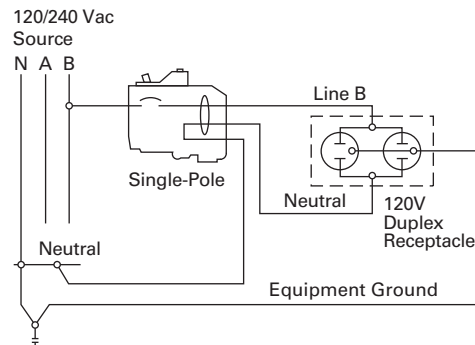 120/240 Vac
Source
N A B
Line B
Single-Pole
Neutral
120V
Duplex
Receptacle
Neutral
Equipment Ground